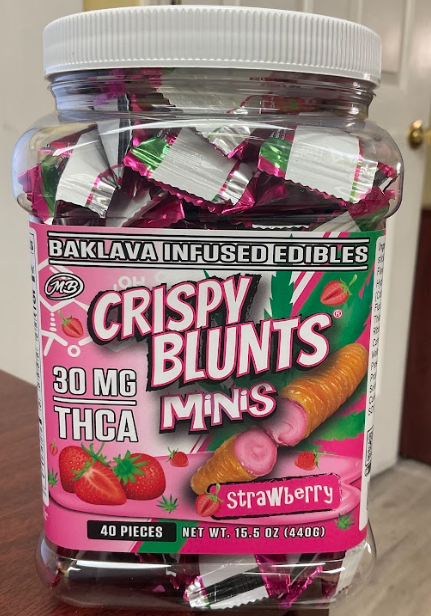 BAKLAVA INFUSED EDIBLES
MB
CRISPY
BLUNTS®
MiNiS
30 MG
THCA
Strawberry
40 PIECES NET WT. 15.5 OZ (440G)